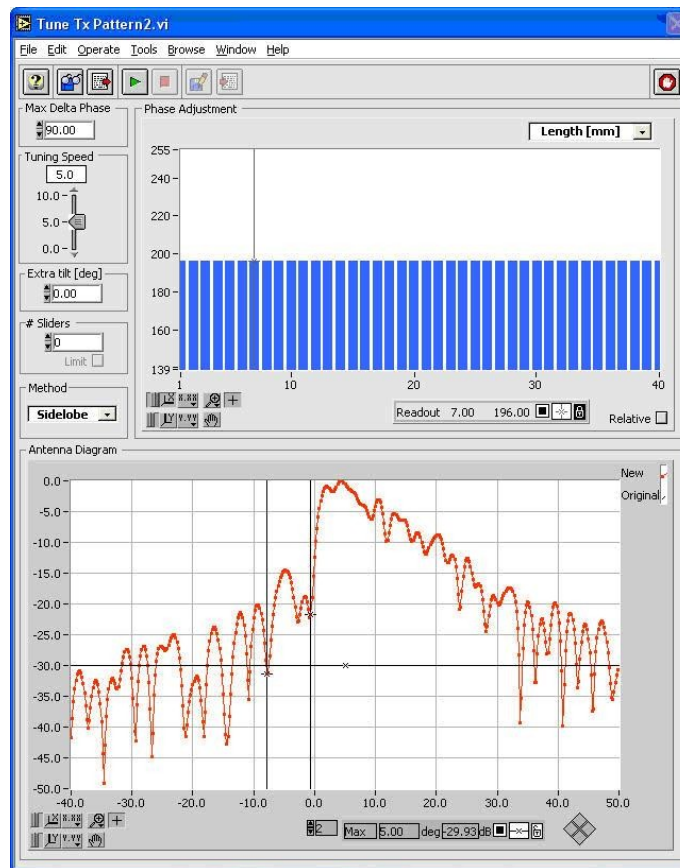 Tune Tx Pattern2.vi
File Edit Operate Tools Browse Window Help
Max Delta Phase
90.00
Tuning Speed
5.0
10.0
5.0
0.0
Extra tilt [deg]
0.00
# Sliders
0
Limit
Method
Sidelobe
Phase Adjustment
Length [mm]
255
240
220
200
180
160
139
1 10 20 30 40
Readout 7.00 196.00
Relative
Antenna Diagram
New
Original
0.0
-5.0
-10.0
-15.0
-20.0
-25.0
-30.0
-35.0
-40.0
-45.0
-50.0
-40.0 -30.0 -20.0 -10.0 0.0 10.0 20.0 30.0 40.0 50.0
2 Max 5.00 deg -29.93 dB